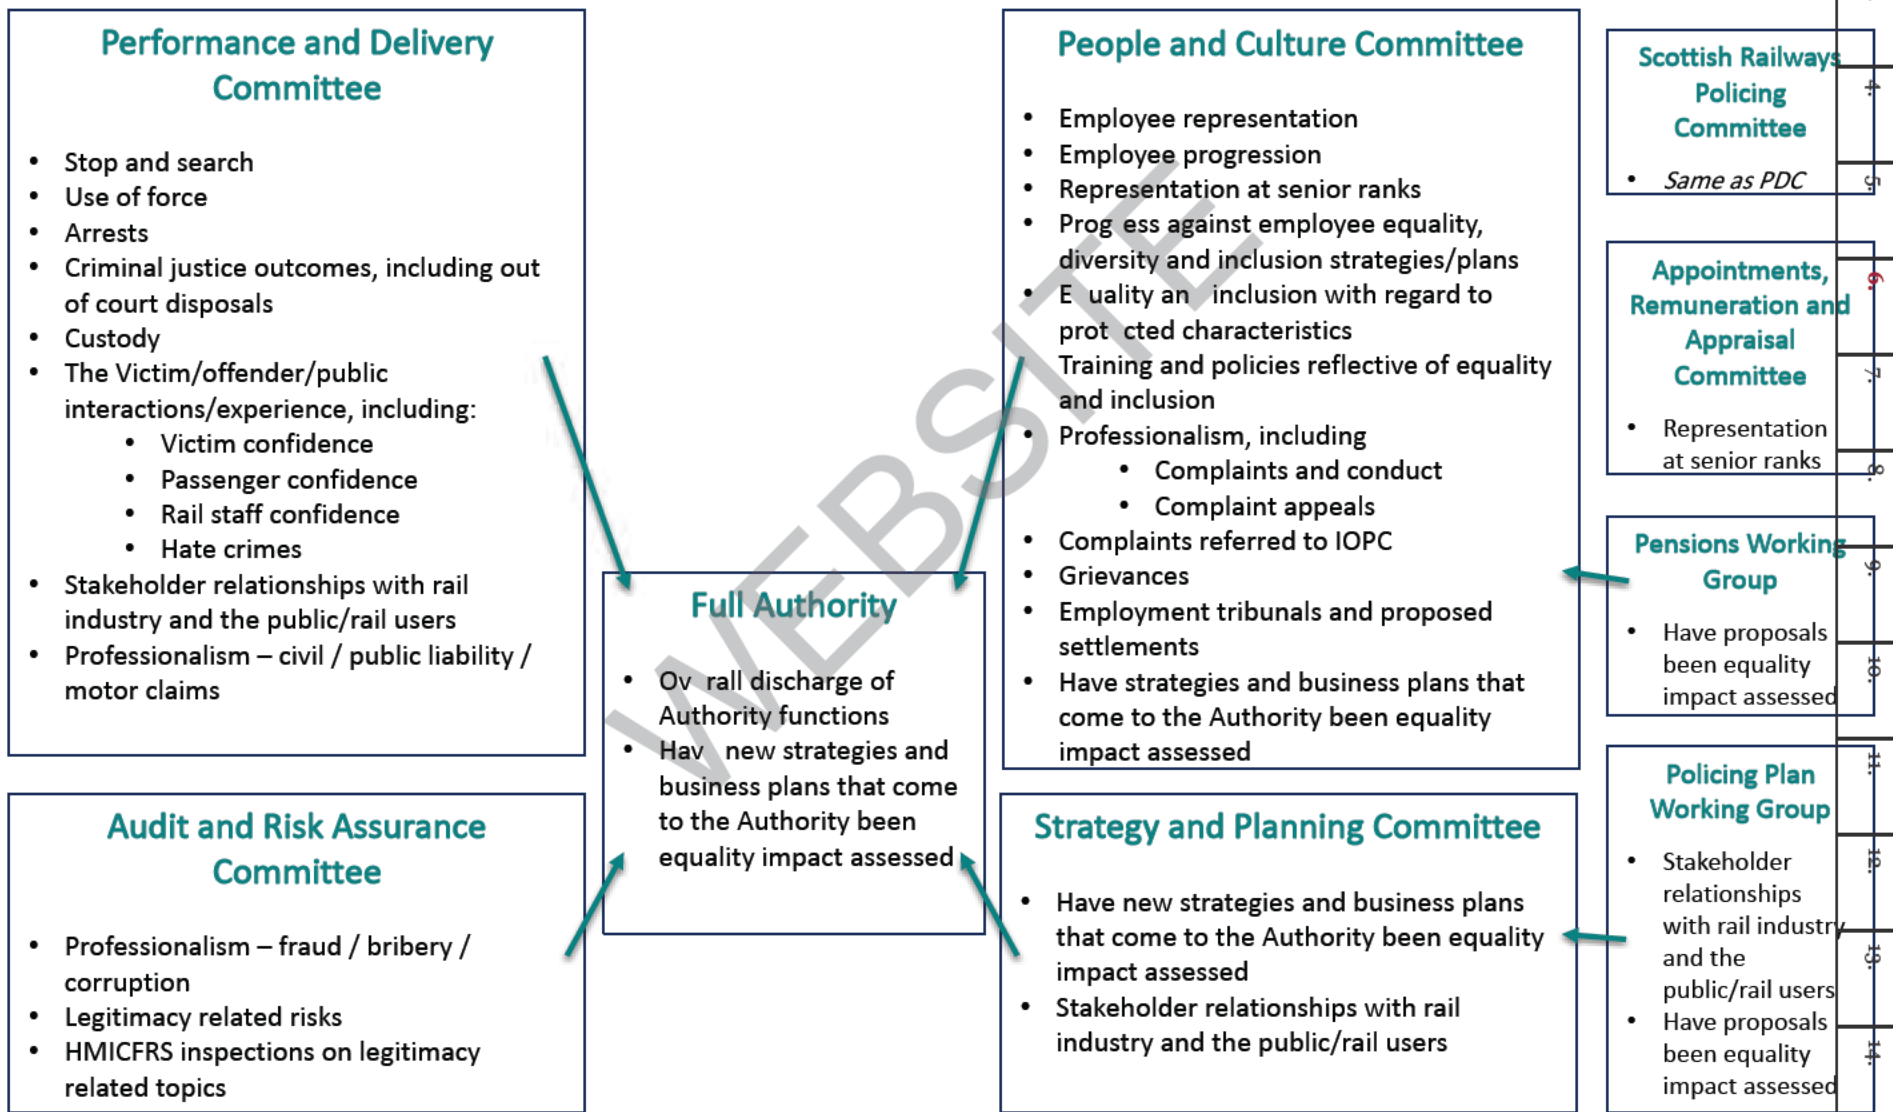 Performance and Delivery
Committee
• Stop and search
• Use of force
• Arrests
• Criminal justice outcomes, including out
of court disposals
• Custody
• The Victim/offender/public
interactions/experience, including:
• Victim confidence
• Passenger confidence
• Rail staff confidence
• Hate crimes
• Stakeholder relationships with rail
industry and the public/rail users
• Professionalism – civil / public liability /
motor claims
Audit and Risk Assurance
Committee
• Professionalism – fraud / bribery /
corruption
• Legitimacy related risks
• HMICFRS inspections on legitimacy
related topics
Full Authority
• Ov rall discharge of
Authority functions
• Hav new strategies and
business plans that come
to the Authority been
equality impact assessed
People and Culture Committee
• Employee representation
• Employee progression
• Representation at senior ranks
• Prog ess against employee equality,
diversity and inclusion strategies/plans
• E uality an inclusion with regard to
prot cted characteristics
Training and policies reflective of equality
and inclusion
• Professionalism, including
• Complaints and conduct
• Complaint appeals
• Complaints referred to IOPC
• Grievances
• Employment tribunals and proposed
settlements
• Have strategies and business plans that
come to the Authority been equality
impact assessed
Strategy and Planning Committee
• Have new strategies and business plans
that come to the Authority been equality
impact assessed
• Stakeholder relationships with rail
industry and the public/rail users
Scottish Railways
Policing
Committee
• Same as PDC
Appointments,
Remuneration and
Appraisal
Committee
• Representation
at senior ranks
Pensions Working
Group
• Have proposals
been equality
impact assessed
Policing Plan
Working Group
• Stakeholder
relationships
with rail industry
and the
public/rail users
• Have proposals
been equality
impact assessed
4.
5.
6.
7.
8.
9.
10.
11.
12.
13.
14.
WEBSITE